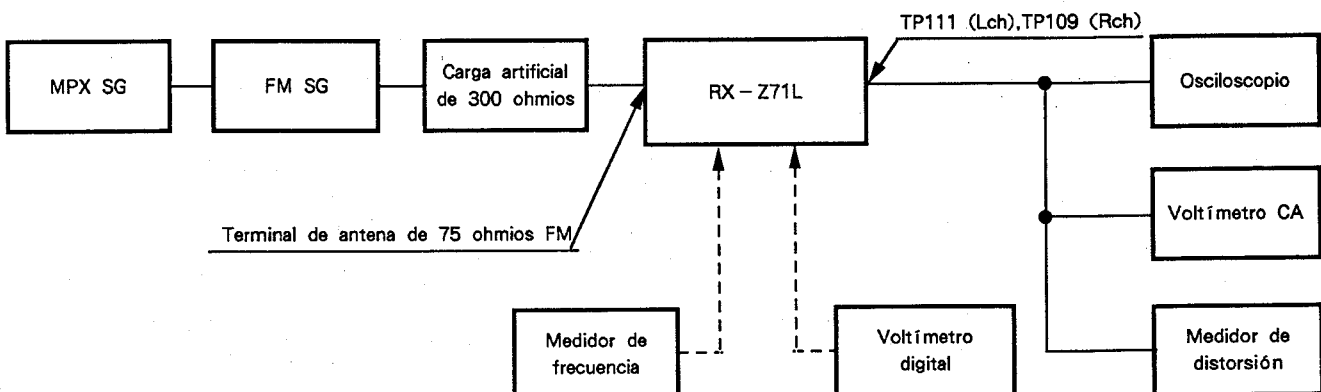 TP111 (Lch),TP109 (Rch)
MPX SG
FM SG
Carga artificial
de 300 ohmios
RX-Z71L
Osciloscopio
Voltímetro CA
Terminal de antena de 75 ohmios FM
Medidor de
frecuencia
Voltímetro
digital
Medidor de
distorsión